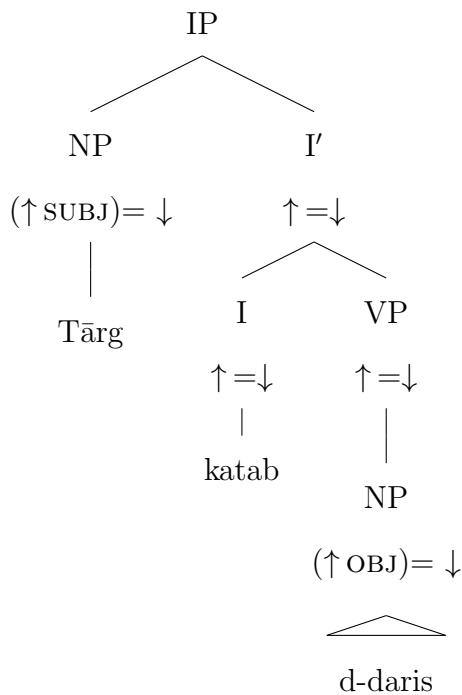 IP
NP I′
(↑ SUBJ)= ↓ ↑ =↓
Tārg I VP
↑ =↓ ↑ =↓
katab
NP
(↑ OBJ)= ↓
d-daris